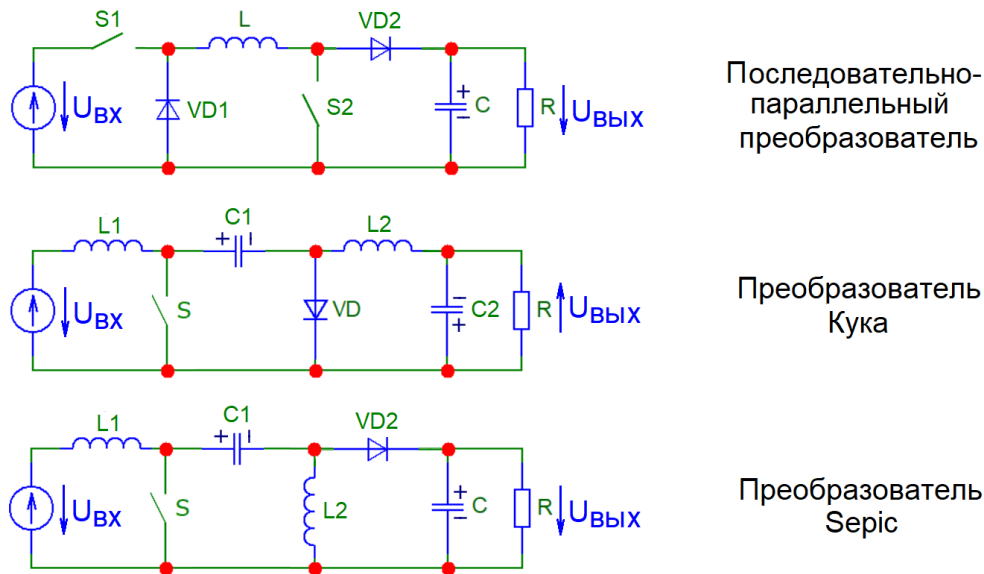 S1
L
VD2
UВХ
VD1
S2
+
−
C
R
UВЫХ
Последовательно-
параллельный
преобразователь
L1
C1
L2
+
−
UВХ
S
VD
−
+
C2
R
UВЫХ
Преобразователь
Кука
L1
C1
VD2
+
−
UВХ
S
L2
+
−
C
R
UВЫХ
Преобразователь
Sepic